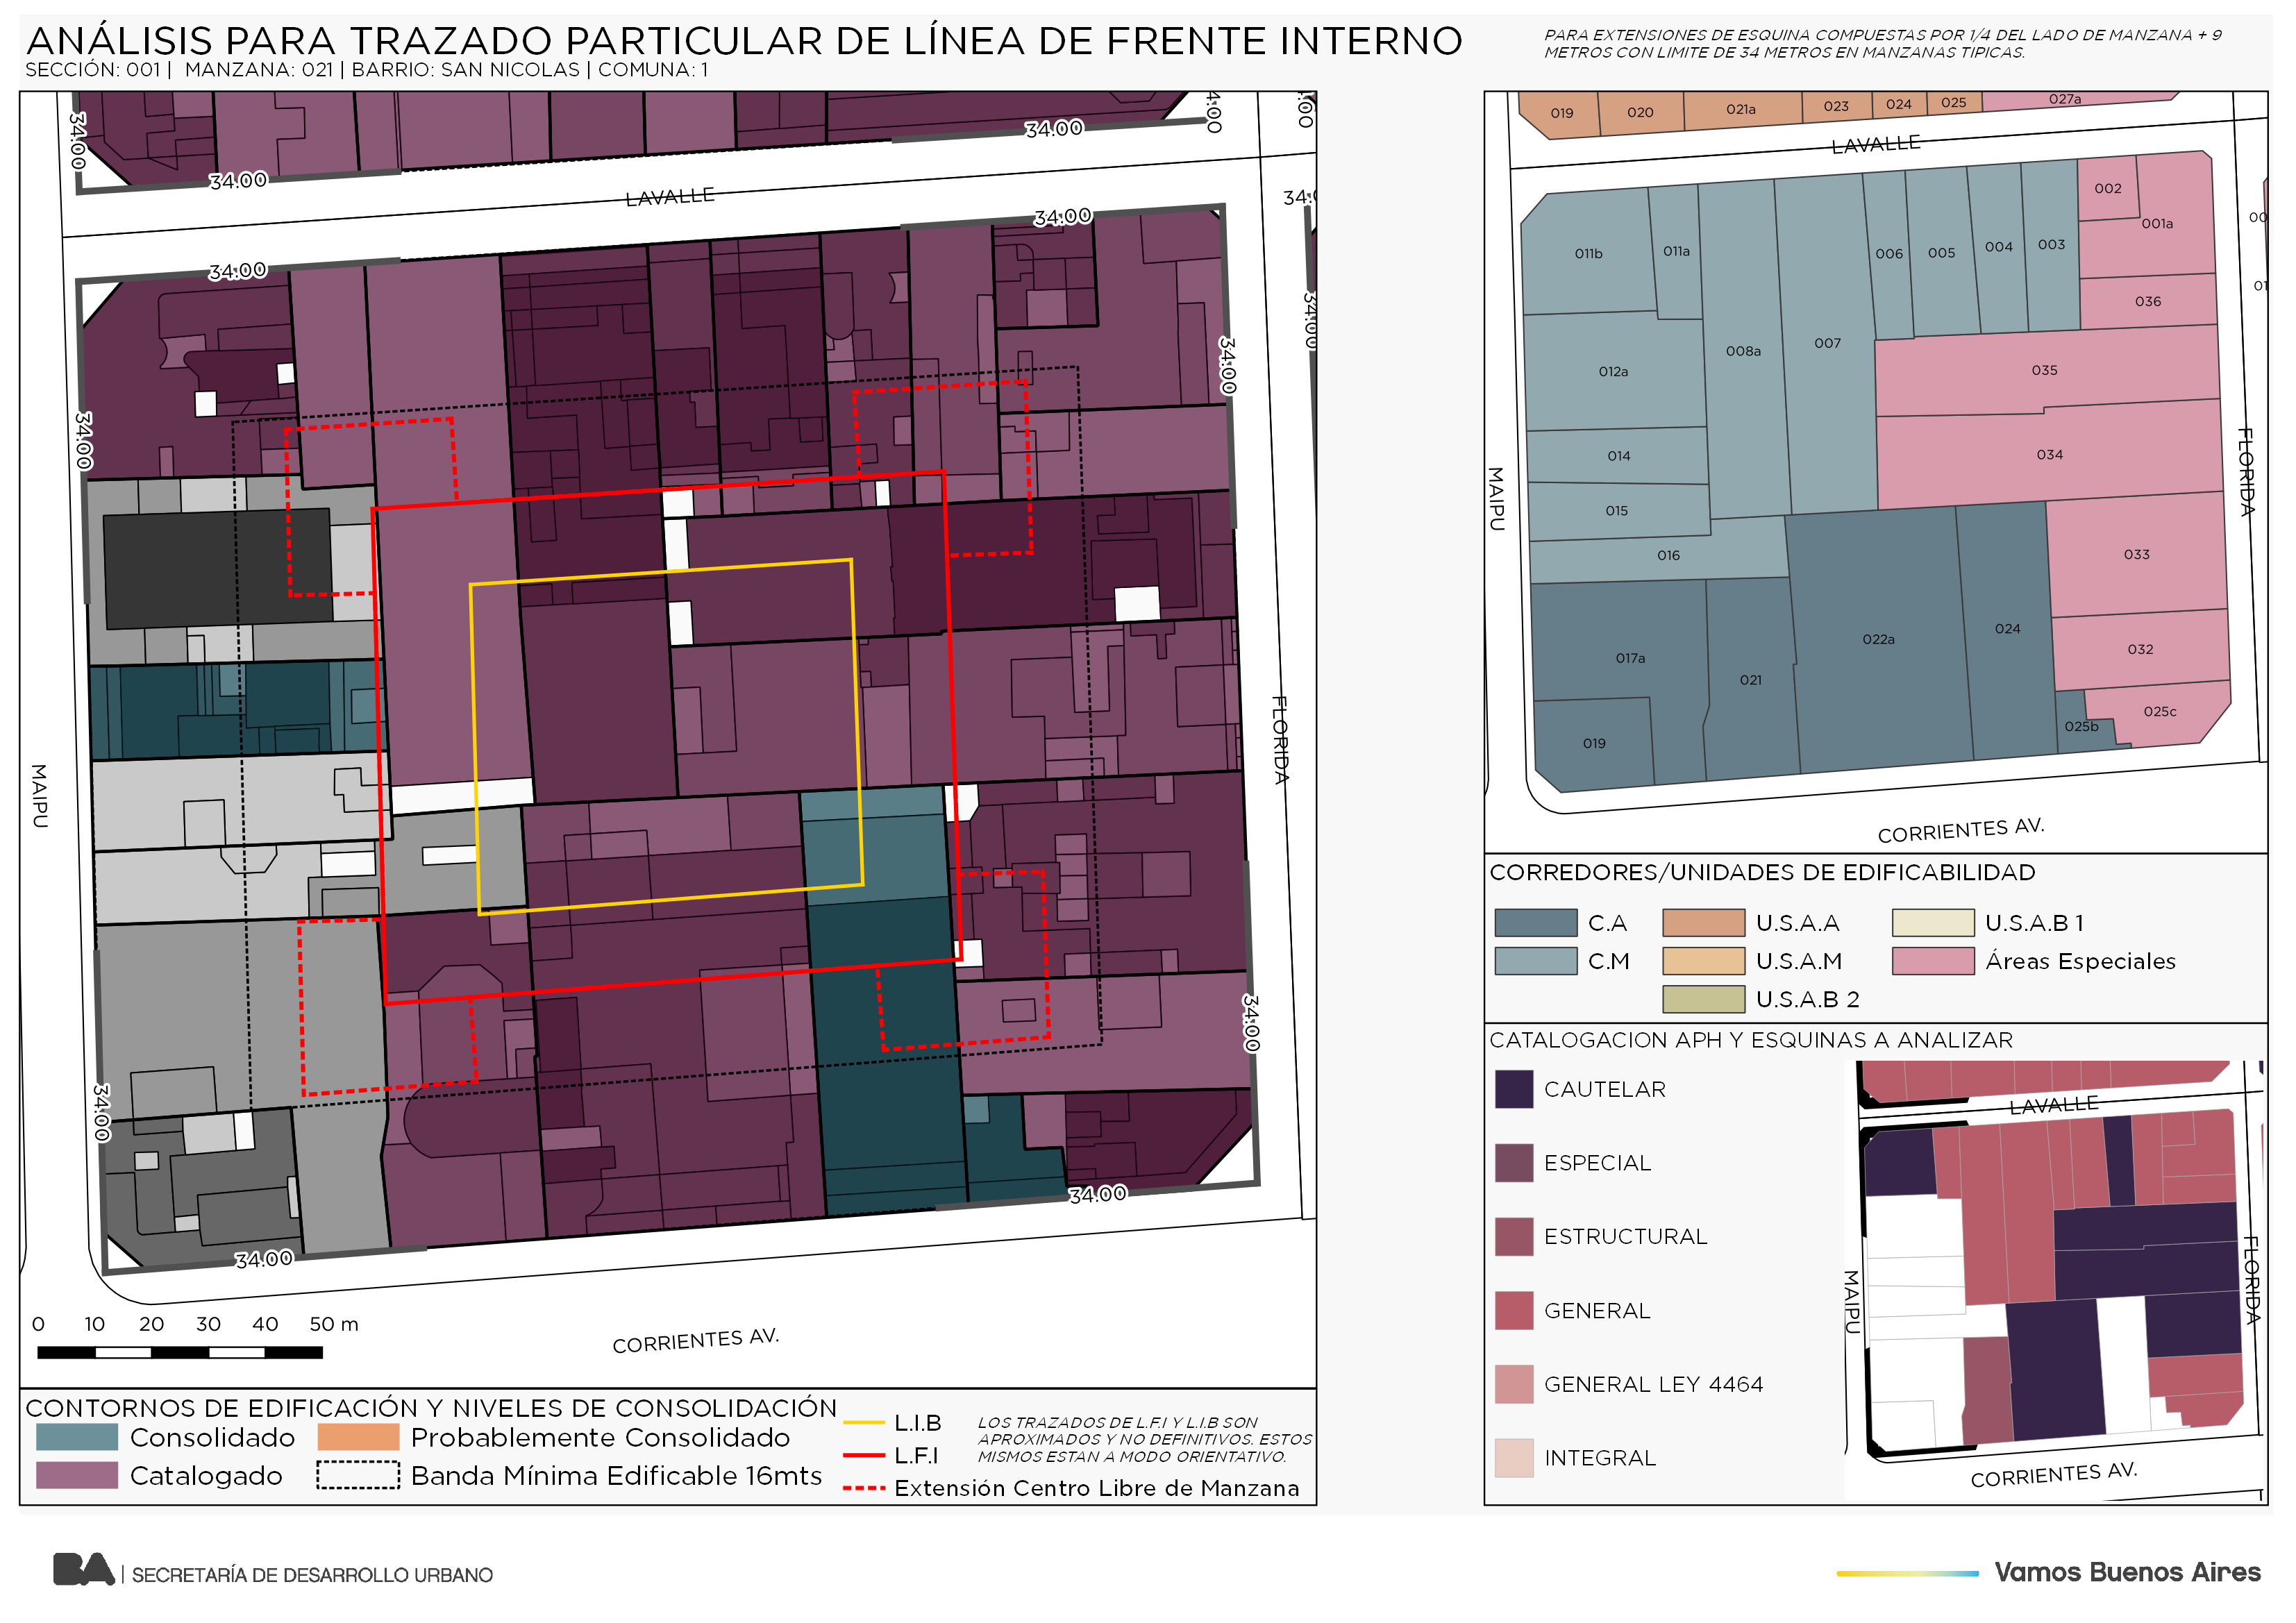 ANÁLISIS PARA TRAZADO PARTICULAR DE LÍNEA DE FRENTE INTERNO
SECCIÓN: 001 | MANZANA: 021 | BARRIO: SAN NICOLAS | COMUNA: 1
PARA EXTENSIONES DE ESQUINA COMPUESTAS POR 1/4 DEL LADO DE MANZANA + 9
METROS CON LIMITE DE 34 METROS EN MANZANAS TIPICAS.
34.00
34.00
34.00
4.00
.00
LAVALLE
34.00
34.00
34.00
34.00
34.00
34.0
34.00
MAIPU
FLORIDA
34.00
34.00
34.00
34.00
CORRIENTES AV.
0 10 20 30 40 50 m
CONTORNOS DE EDIFICACIÓN Y NIVELES DE CONSOLIDACIÓN
Consolidado
Probablemente Consolidado
Catalogado
Banda Mínima Edificable 16mts
L.I.B
L.F.I
Extensión Centro Libre de Manzana
LOS TRAZADOS DE L.F.I Y L.I.B SON
APROXIMADOS Y NO DEFINITIVOS. ESTOS
MISMOS ESTAN A MODO ORIENTATIVO.
019
020
021a
023
024
025
027a
LAVALLE
011b
011a
008a
007
006
005
004
003
002
001a
036
00
01
012a
035
014
034
015
016
033
017a
021
022a
024
032
019
025b
025c
MAIPU
FLORIDA
CORRIENTES AV.
CORREDORES/UNIDADES DE EDIFICABILIDAD
C.A
U.S.A.A
U.S.A.B 1
C.M
U.S.A.M
Áreas Especiales
U.S.A.B 2
CATALOGACION APH Y ESQUINAS A ANALIZAR
CAUTELAR
ESPECIAL
ESTRUCTURAL
GENERAL
GENERAL LEY 4464
INTEGRAL
LAVALLE
MAIPU
FLORIDA
CORRIENTES AV.
BA | SECRETARÍA DE DESARROLLO URBANO
Vamos Buenos Aires